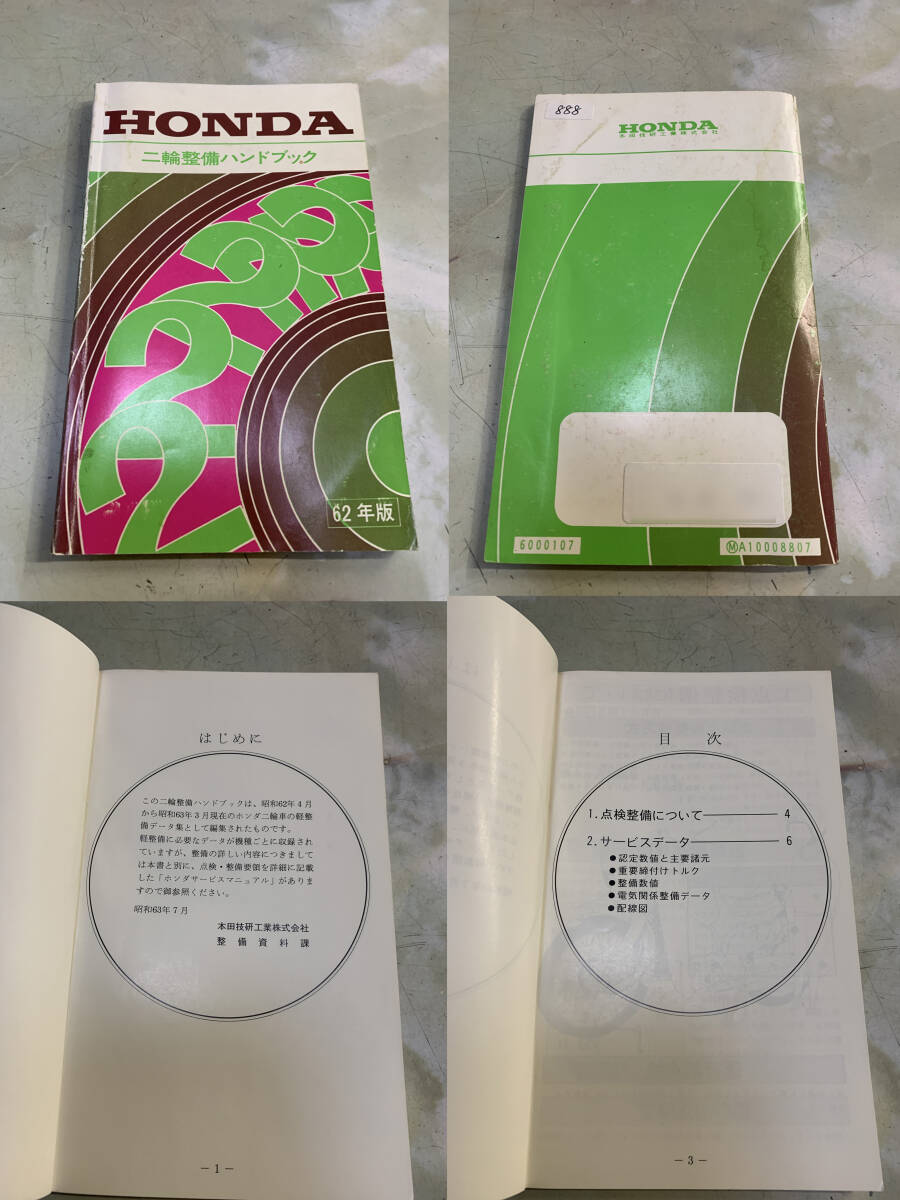 HONDA
二輪整備ハンドブック
62年版
888
HONDA
本田技研工業株式会社
6000107
ⓂA10008807
はじめに
この二輪整備ハンドブックは、昭和62年4月
から昭和63年3月現在のホンダ二輪車の軽整
備データ集として編集されたものです。
軽整備に必要なデータが機種ごとに収録され
ていますが、整備の詳しい内容につきまして
は本書と別に、点検・整備要領を詳細に記載
した「ホンダサービスマニュアル」がありま
すので御参照ください。
昭和63年7月
本田技研工業株式会社
整備資料課
－1－
目次
1.点検整備について 4
2.サービスデータ 6
●認定数値と主要諸元
●重要締付けトルク
●整備数値
●電気関係整備データ
●配線図
－3－